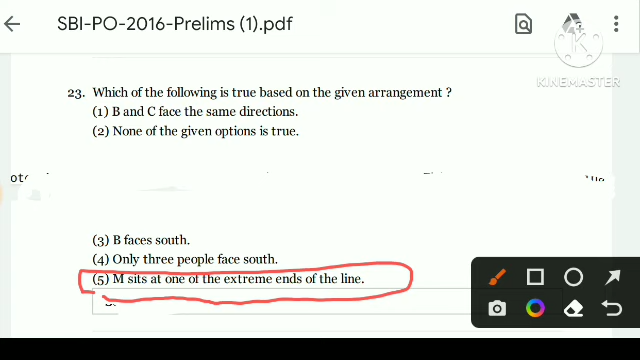 SBI-PO-2016-Prelims (1).pdf
KINEMASTER
23. Which of the following is true based on the given arrangement ?
(1) B and C face the same directions.
(2) None of the given options is true.
(3) B faces south.
(4) Only three people face south.
(5) M sits at one of the extreme ends of the line.